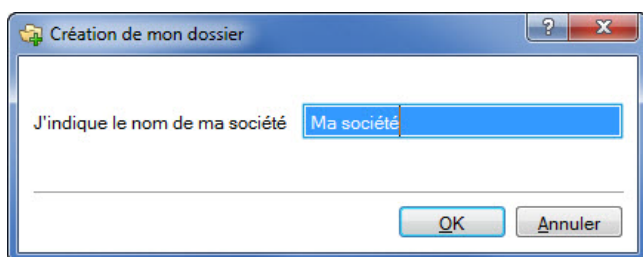 Création de mon dossier
?
J'indique le nom de ma société
Ma société
OK
Annuler